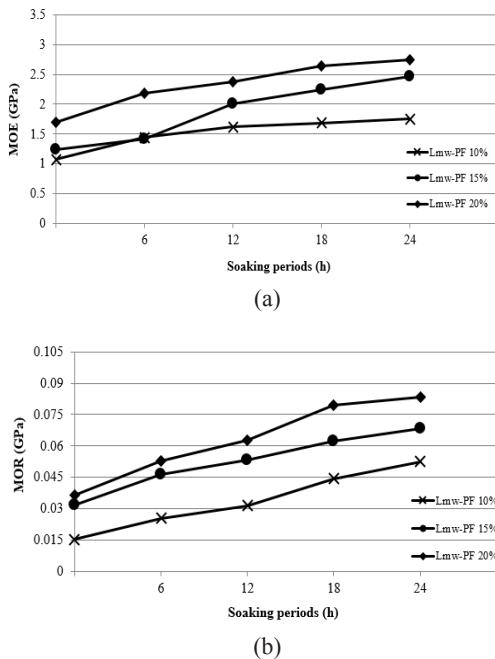 3.5
3
2.5
2
1.5
1
0.5
0
MOE (GPa)
6 12 18 24
Soaking periods (h)
Lmw-PF 10%
Lmw-PF 15%
Lmw-PF 20%
(a)
0.105
0.09
0.075
0.06
0.045
0.03
0.015
0
MOR (GPa)
6 12 18 24
Soaking periods (h)
Lmw-PF 10%
Lmw-PF 15%
Lmw-PF 20%
(b)